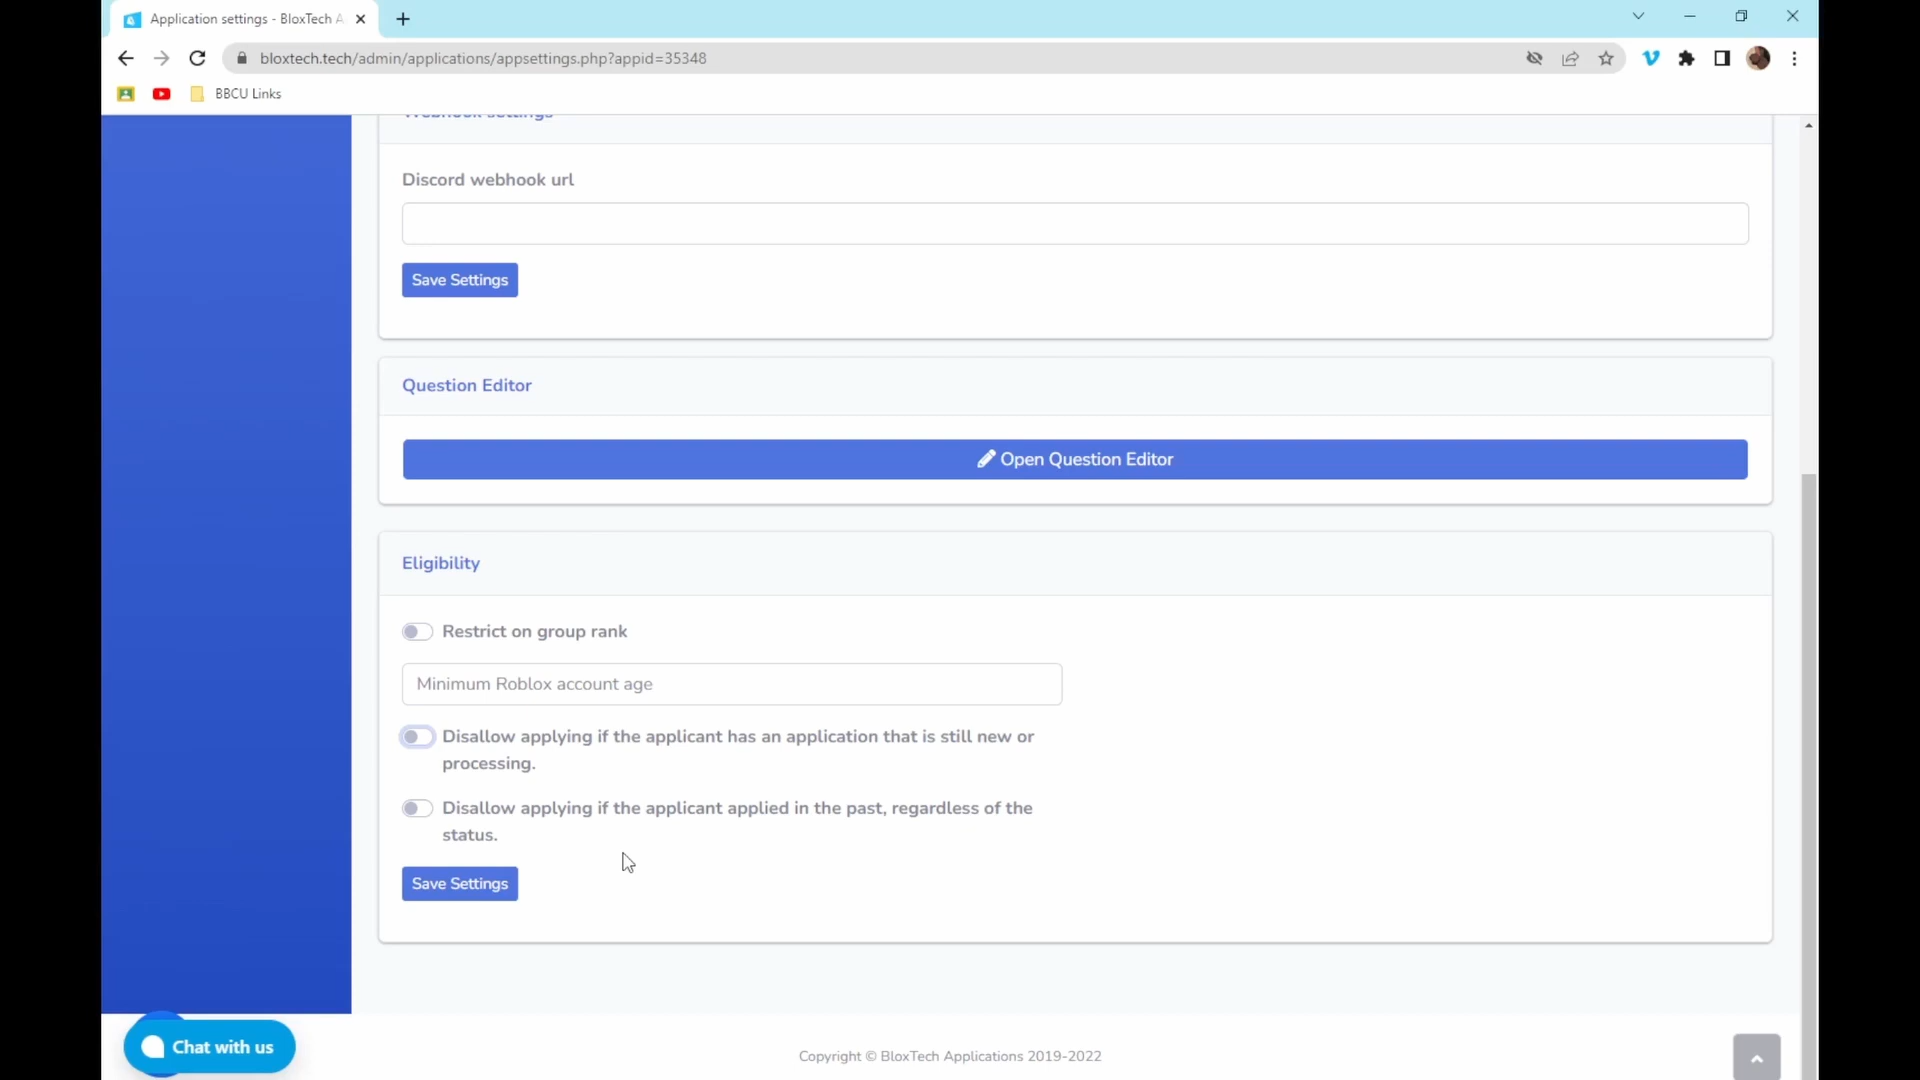 Application settings - BloxTech A
bloxtech.tech/admin/applications/appsettings.php?appid=35348
BBCU Links
Webhook settings
Discord webhook url
Save Settings
Question Editor
Open Question Editor
Eligibility
Restrict on group rank
Minimum Roblox account age
Disallow applying if the applicant has an application that is still new or
processing.
Disallow applying if the applicant applied in the past, regardless of the
status.
Save Settings
Chat with us
Copyright © BloxTech Applications 2019-2022